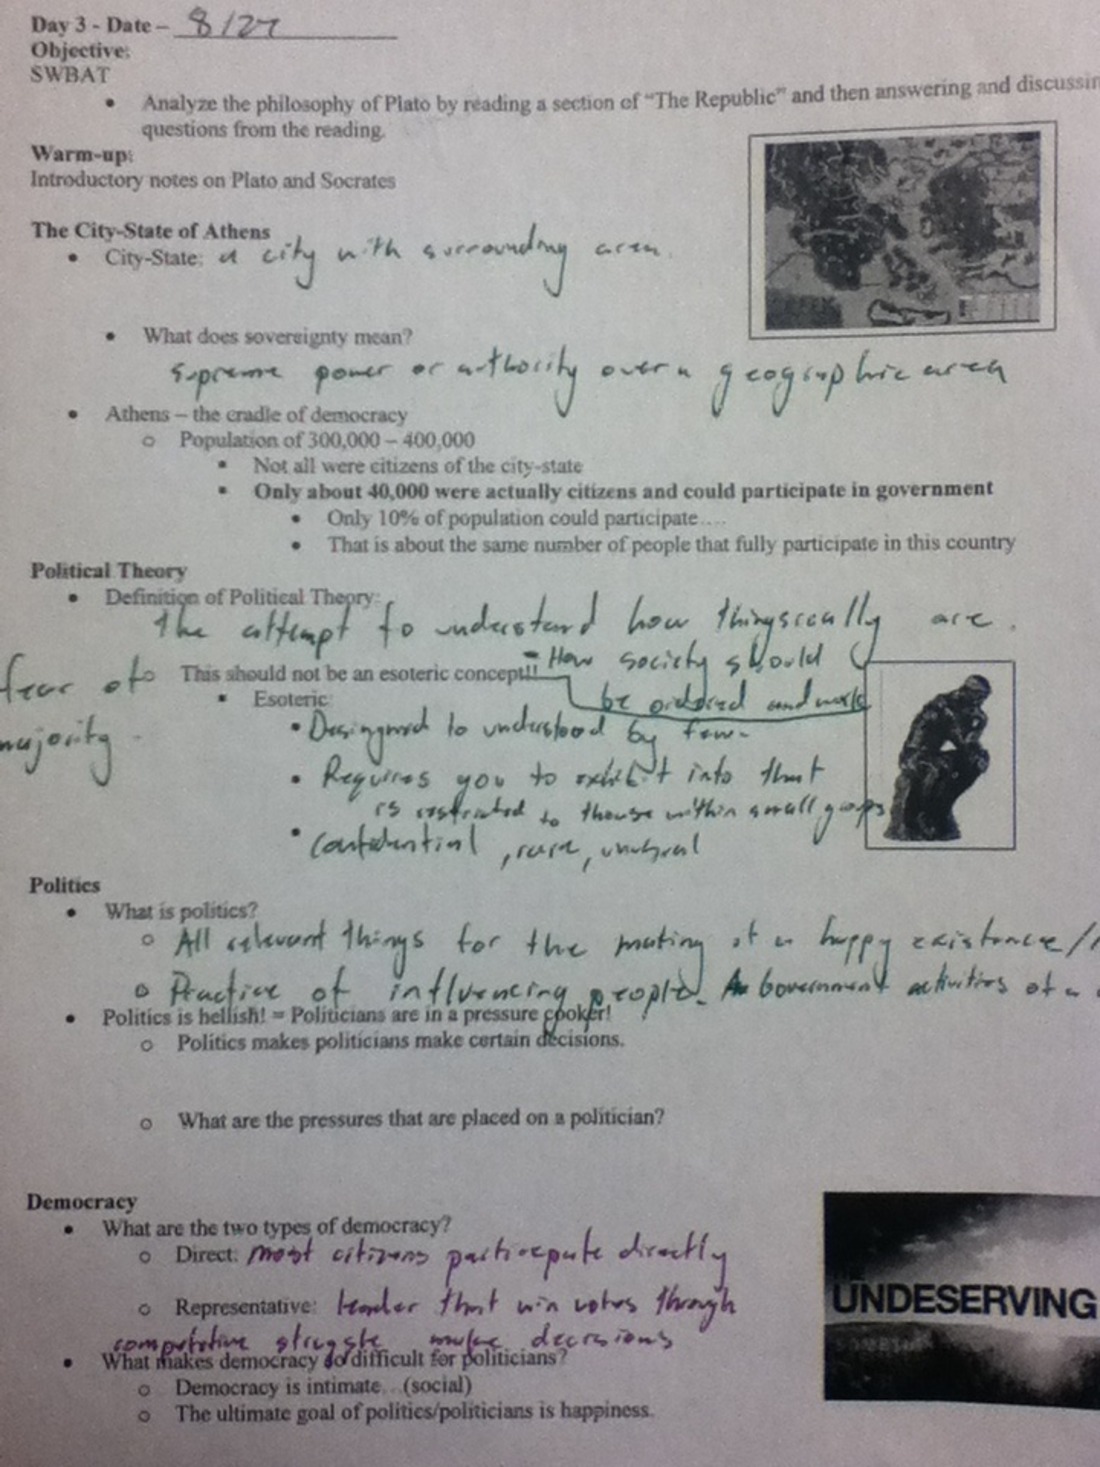 Day 3 - Date – 8/27
Objective:
SWBAT
• Analyze the philosophy of Plato by reading a section of "The Republic" and then answering and discussin
questions from the reading.
Warm-up:
Introductory notes on Plato and Socrates
The City-State of Athens
• City-State: a city with surrounding area.
• What does sovereignty mean?
supreme power or authority over a geographic area
• Athens – the cradle of democracy
o Population of 300,000 – 400,000
▪ Not all were citizens of the city-state
▪ Only about 40,000 were actually citizens and could participate in government
• Only 10% of population could participate….
• That is about the same number of people that fully participate in this country
Political Theory
• Definition of Political Theory:
the attempt to understand how things really are.
- How society should
fear of o This should not be an esoteric concept!!
be ordered and work
majority.
▪ Esoteric:
• Designed to understood by few.
• Requires you to exhibit into that
is restricted to those within small groups
• confidential, rare, unusual
Politics
• What is politics?
o All relevant things for the making of a happy existence/
o Practice of influencing people. Government activities of a
• Politics is hellish! = Politicians are in a pressure cooker!
o Politics makes politicians make certain decisions.
o What are the pressures that are placed on a politician?
Democracy
• What are the two types of democracy?
o Direct: most citizens participate directly
o Representative: leader that win votes through
competative struggle make decisions
• What makes democracy so difficult for politicians?
o Democracy is intimate…(social)
o The ultimate goal of politics/politicians is happiness.
UNDESERVING